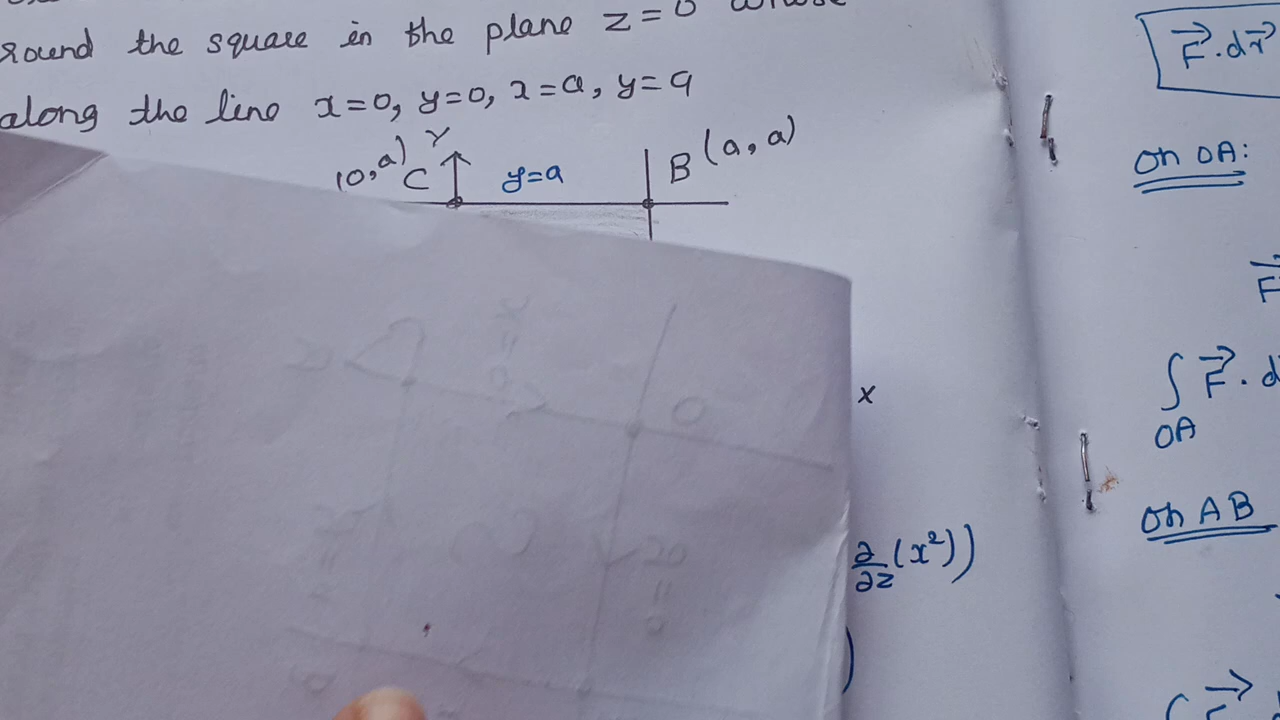 round the square in the plane z=0
along the line x=0, y=0, x=a, y=a
(0,a) C Y y=a B (a,a)
x
∂/∂z (x²))
)
F⃗.dr⃗
On OA:
F⃗
∫ F⃗.d
OA
On AB
∫ F⃗